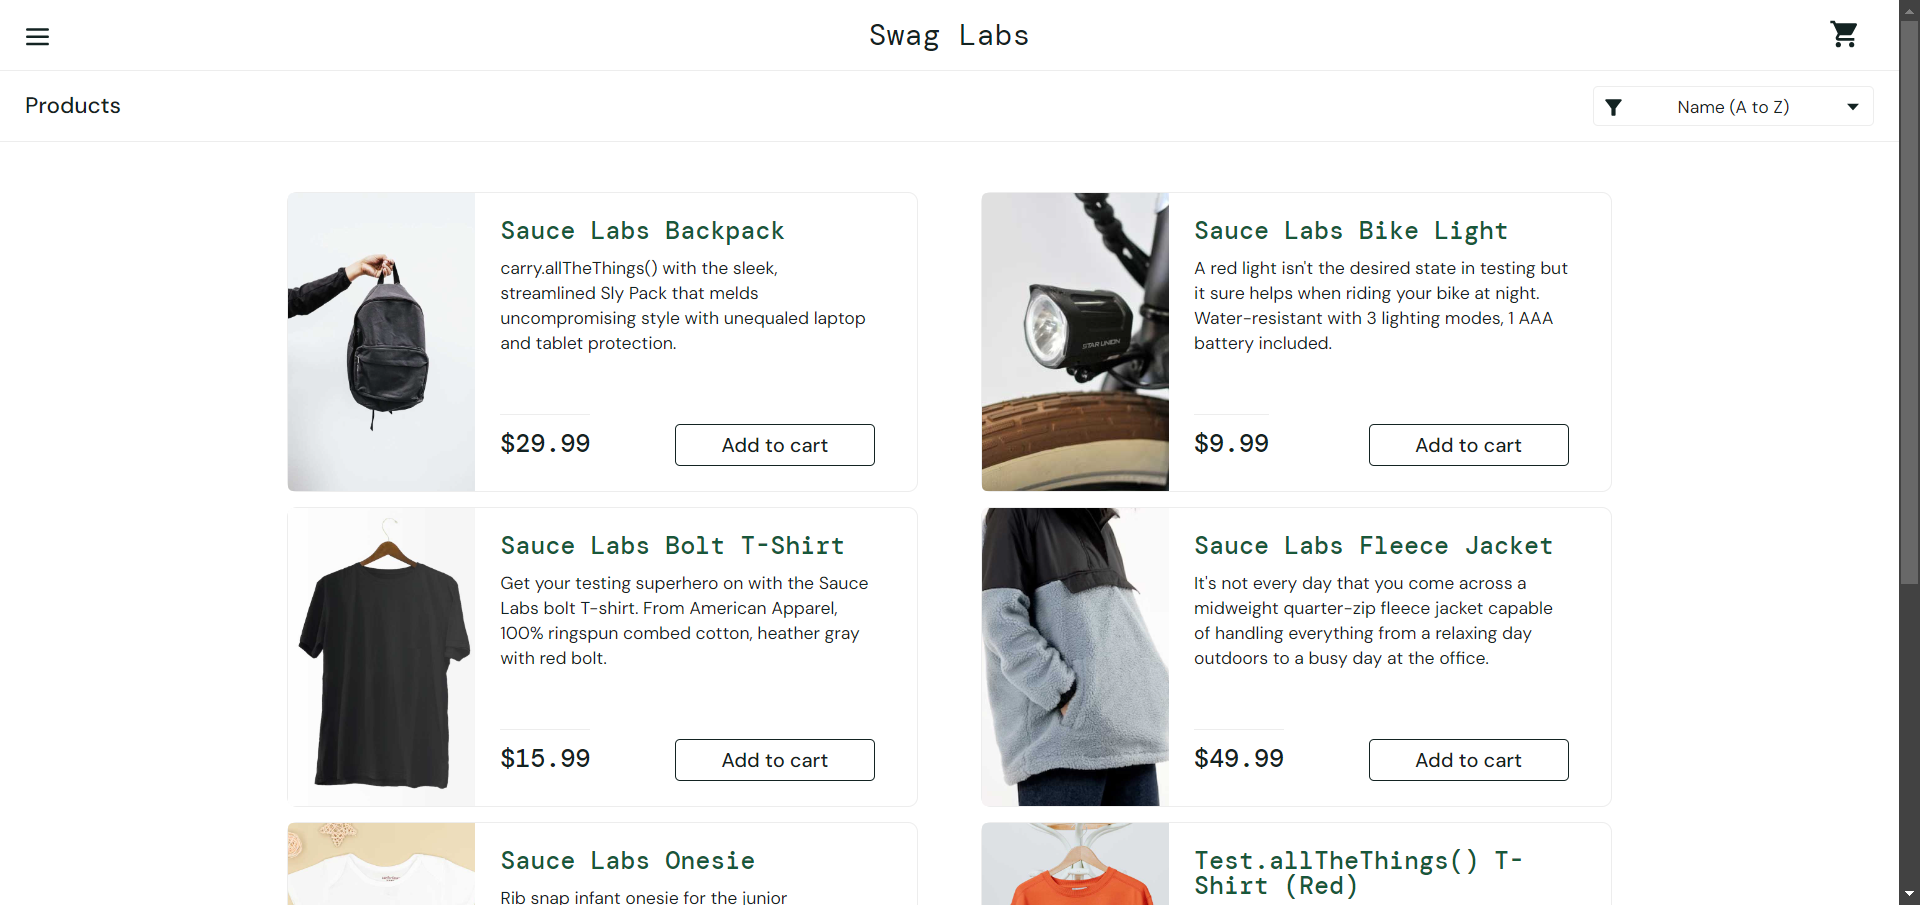 Swag Labs
Products
Name (A to Z)
Sauce Labs Backpack
carry.allTheThings() with the sleek,
streamlined Sly Pack that melds
uncompromising style with unequaled laptop
and tablet protection.
$29.99
Add to cart
Sauce Labs Bike Light
A red light isn't the desired state in testing but
it sure helps when riding your bike at night.
Water-resistant with 3 lighting modes, 1 AAA
battery included.
STAR UNION
$9.99
Add to cart
Sauce Labs Bolt T-Shirt
Get your testing superhero on with the Sauce
Labs bolt T-shirt. From American Apparel,
100% ringspun combed cotton, heather gray
with red bolt.
$15.99
Add to cart
Sauce Labs Fleece Jacket
It's not every day that you come across a
midweight quarter-zip fleece jacket capable
of handling everything from a relaxing day
outdoors to a busy day at the office.
$49.99
Add to cart
Sauce Labs Onesie
Rib snap infant onesie for the junior
Test.allTheThings() T-
Shirt (Red)